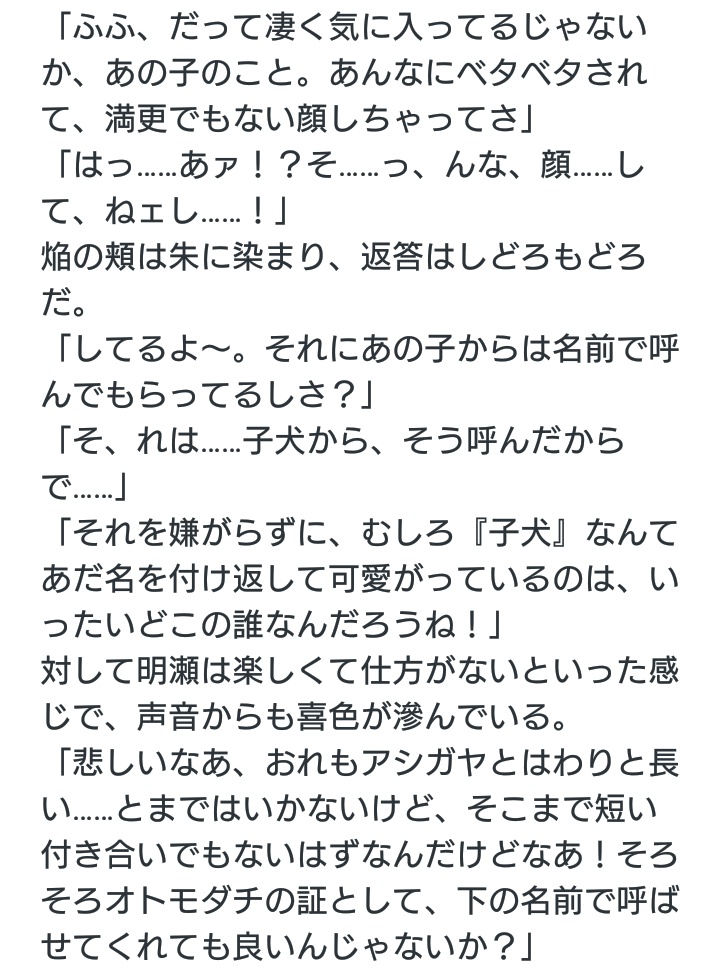 「ふふ、だって凄く気に入ってるじゃない
か、あの子のこと。あんなにベタベタされ
て、満更でもない顔しちゃってさ」
「はっ……あァ！？そ……っ、んな、顔……し
て、ねェし……！」
焔の頬は朱に染まり、返答はしどろもどろ
だ。
「してるよ〜。それにあの子からは名前で呼
んでもらってるしさ？」
「そ、れは……子犬から、そう呼んだから
で……」
「それを嫌がらずに、むしろ『子犬』なんて
あだ名を付け返して可愛がっているのは、い
ったいどこの誰なんだろうね！」
対して明瀬は楽しくて仕方がないといった感
じで、声音からも喜色が滲んでいる。
「悲しいなあ、おれもアシガヤとはわりと長
い……とまではいかないけど、そこまで短い
付き合いでもないはずなんだけどなあ！そろ
そろオトモダチの証として、下の名前で呼ば
せてくれても良いんじゃないか？」